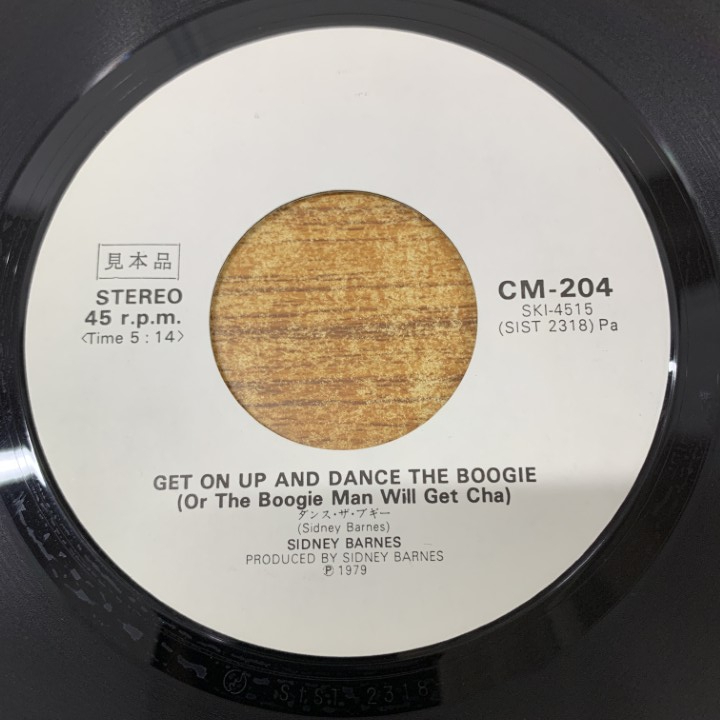 見本品
STEREO
45 r.p.m.
<Time 5:14>
CM-204
SKI-4515
(SIST 2318) Pa
GET ON UP AND DANCE THE BOOGIE
(Or The Boogie Man Will Get Cha)
ダンス・ザ・ブギー
(Sidney Barnes)
SIDNEY BARNES
PRODUCED BY SIDNEY BARNES
Ⓟ 1979
SIST-2318